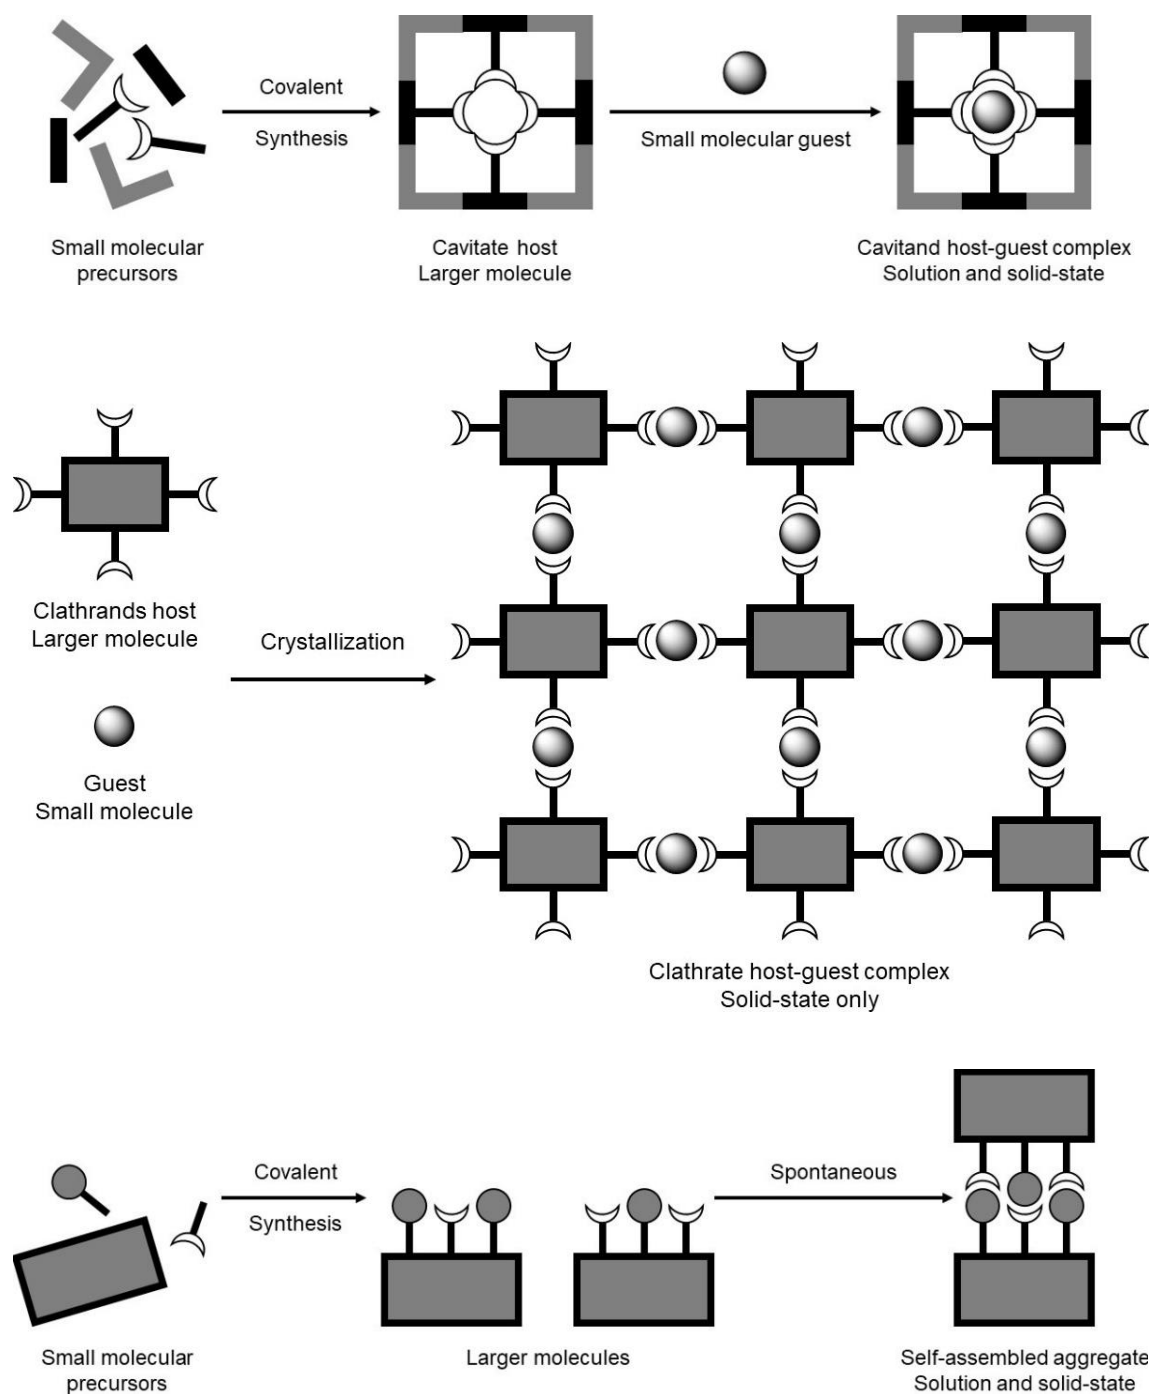 Covalent
Synthesis
Small molecular guest
Small molecular
precursors
Cavitate host
Larger molecule
Cavitand host-guest complex
Solution and solid-state
Clathrands host
Larger molecule
Crystallization
Guest
Small molecule
Clathrate host-guest complex
Solid-state only
Covalent
Synthesis
Spontaneous
Small molecular
precursors
Larger molecules
Self-assembled aggregate
Solution and solid-state